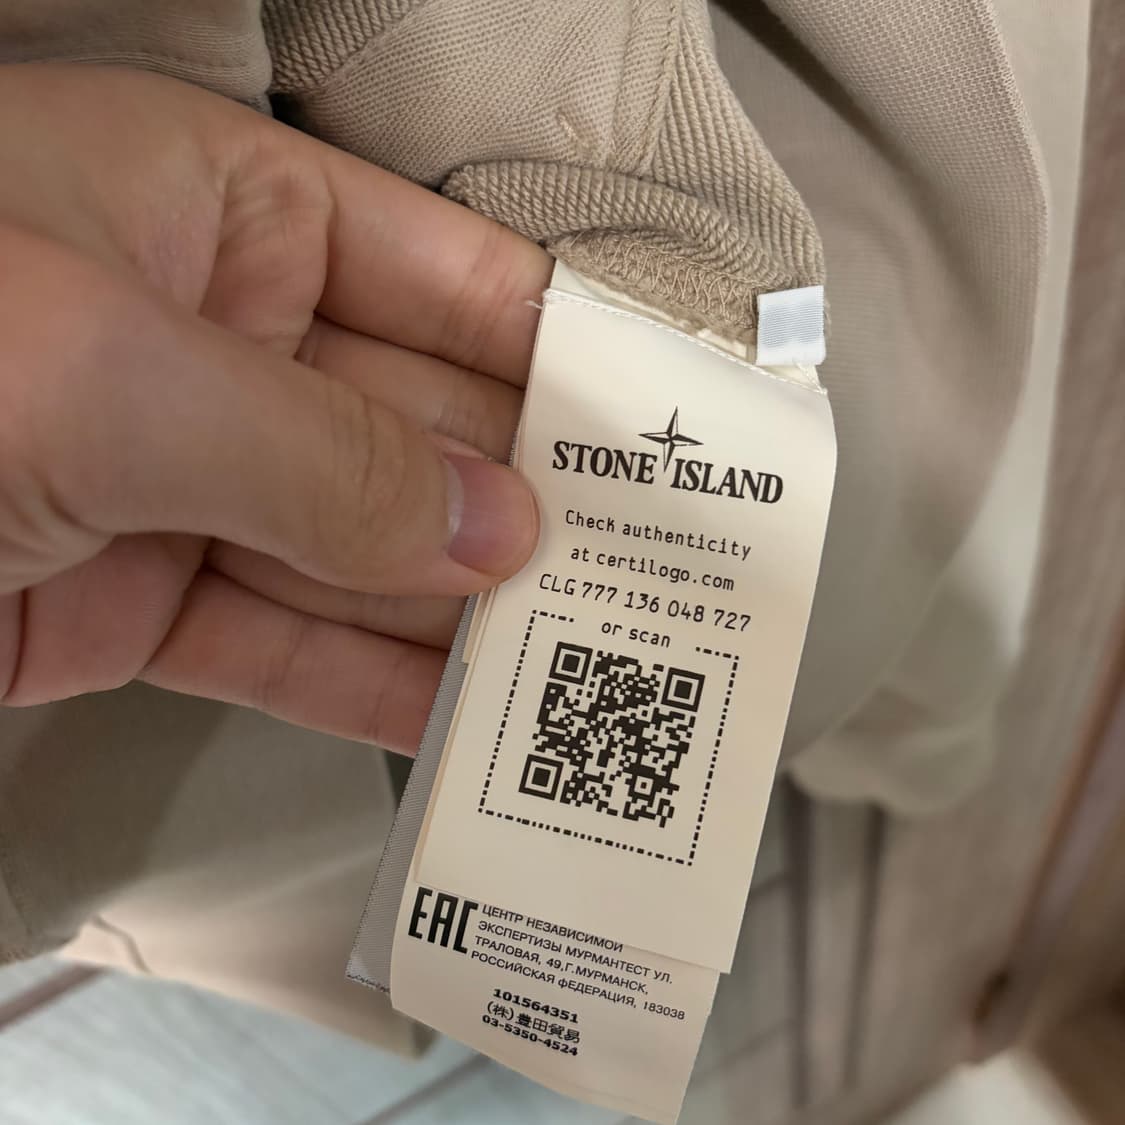 STONE ISLAND
Check authenticity
at certilogo.com
CLG 777 136 048 727
or scan
EAC
ЦЕНТР НЕЗАВИСИМОЙ
ЭКСПЕРТИЗЫ МУРМАНТЕСТ УЛ.
ТРАЛОВАЯ, 49,Г.МУРМАНСК,
РОССИЙСКАЯ ФЕДЕРАЦИЯ, 183038
101564351
(株)豊田貿易
03-5350-4524